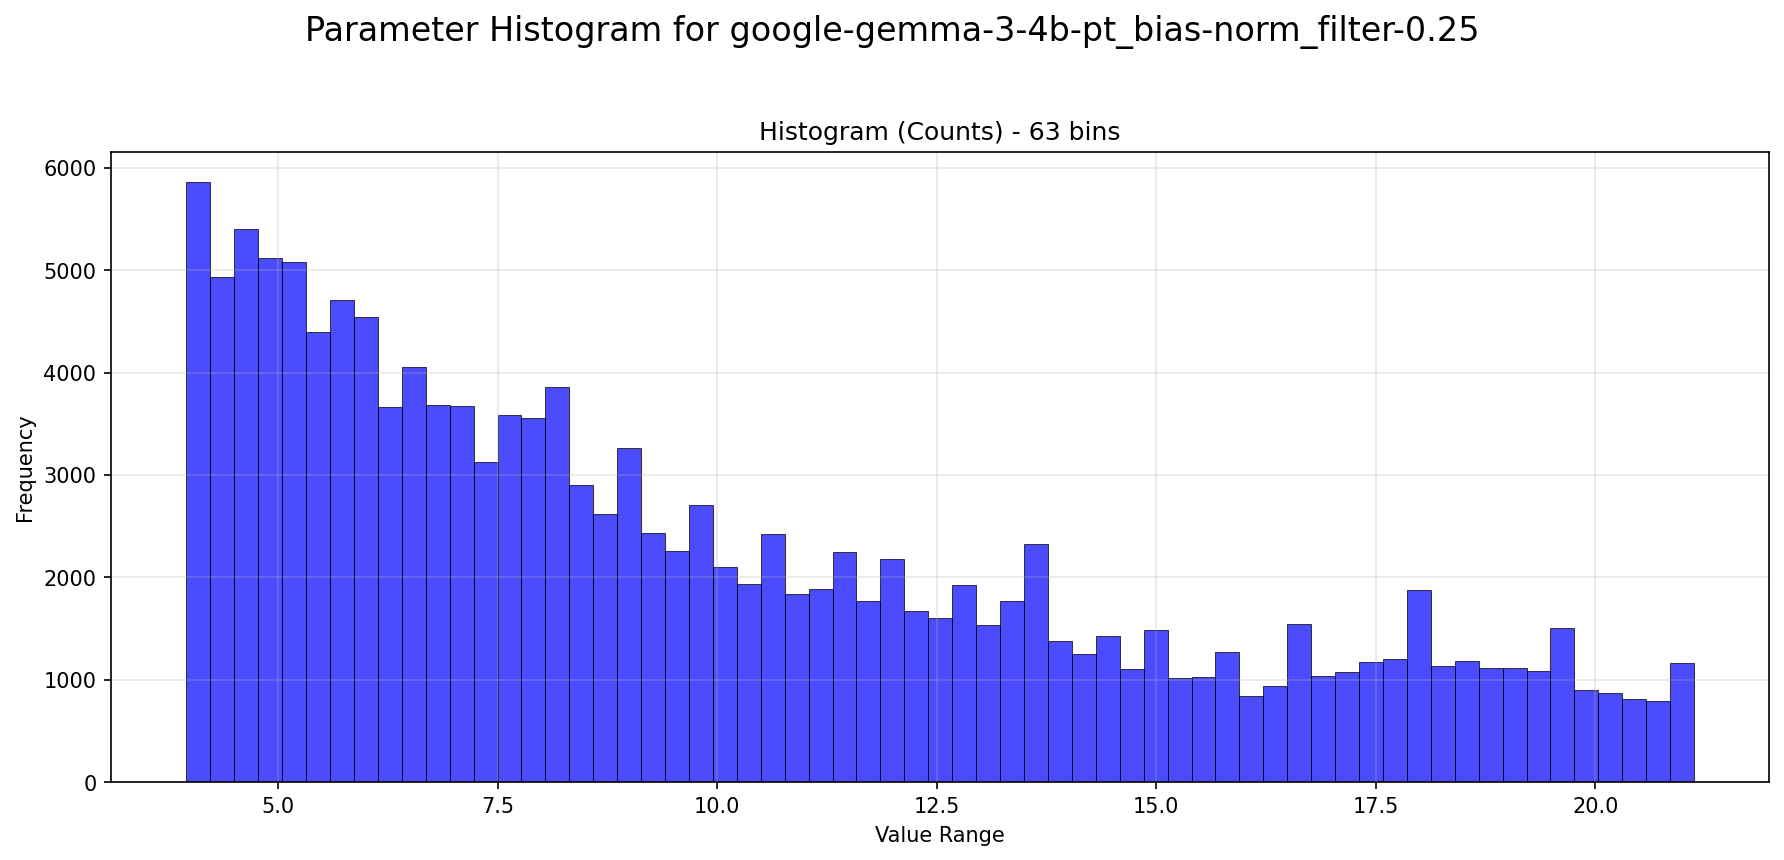 Parameter Histogram for google-gemma-3-4b-pt_bias-norm_filter-0.25
Histogram (Counts) - 63 bins
6000
5000
4000
3000
2000
1000
0
Frequency
5.0 7.5 10.0 12.5 15.0 17.5 20.0
Value Range